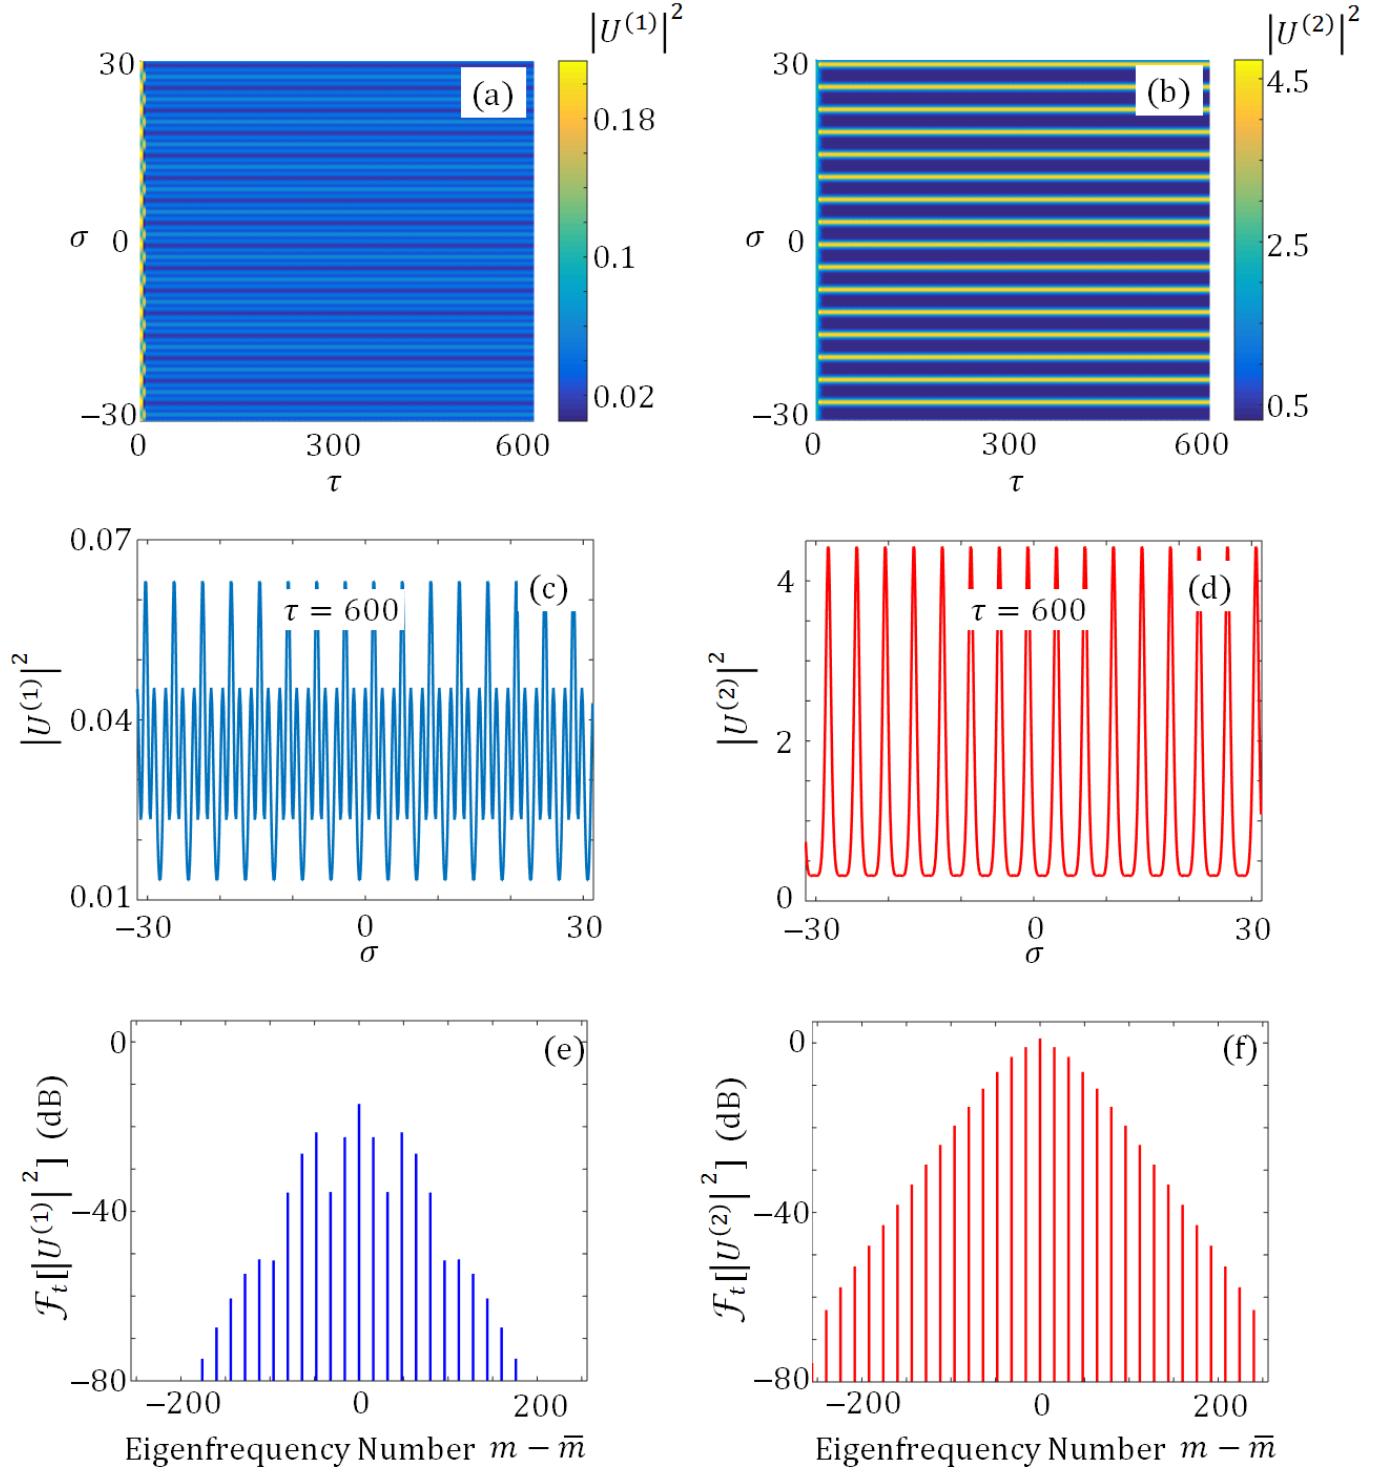 |U⁽¹⁾|²
|U⁽²⁾|²
30
(a)
0.18
σ
0
0.1
−30
0.02
0
300
600
τ
30
(b)
4.5
σ
0
2.5
−30
0.5
0
300
600
τ
0.07
(c)
τ = 600
|U⁽¹⁾|²
0.04
0.01
−30
0
30
σ
(d)
4
τ = 600
|U⁽²⁾|²
2
0
−30
0
30
σ
0
(e)
ℱₜ[|U⁽¹⁾|²] (dB)
−40
−80
−200
0
200
Eigenfrequency Number m − m̅
0
(f)
ℱₜ[|U⁽²⁾|²] (dB)
−40
−80
−200
0
200
Eigenfrequency Number m − m̅